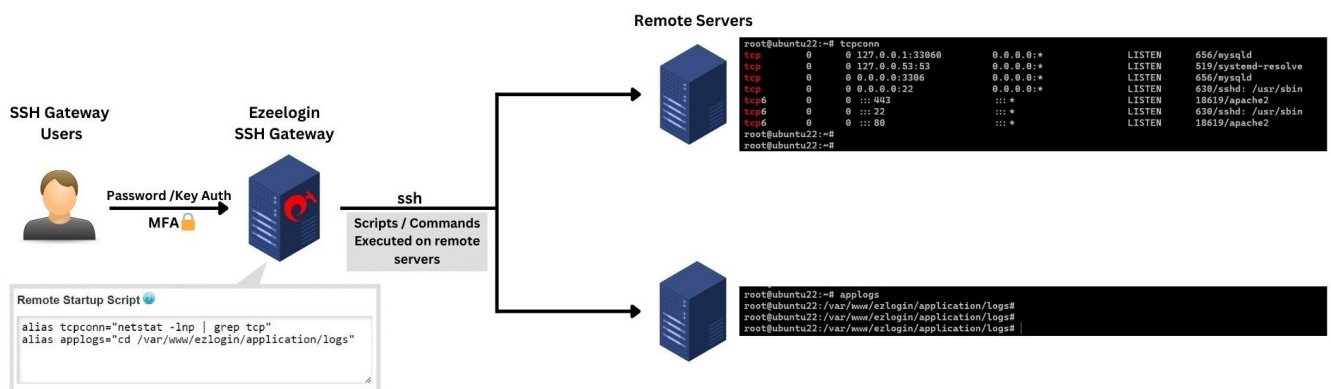 Remote Servers
root@ubuntu22:~# tcpconn
tcp 0 0 127.0.0.1:33060 0.0.0.0:* LISTEN 656/mysqld
tcp 0 0 127.0.0.53:53 0.0.0.0:* LISTEN 519/systemd-resolve
tcp 0 0 0.0.0.0:3306 0.0.0.0:* LISTEN 656/mysqld
tcp 0 0 0.0.0.0:22 0.0.0.0:* LISTEN 630/sshd: /usr/sbin
tcp6 0 0 :::443 :::* LISTEN 18619/apache2
tcp6 0 0 :::22 :::* LISTEN 630/sshd: /usr/sbin
tcp6 0 0 :::80 :::* LISTEN 18619/apache2
root@ubuntu22:~#
root@ubuntu22:~#
SSH Gateway
Users
Ezeelogin
SSH Gateway
Password /Key Auth
MFA
ssh
Scripts / Commands
Executed on remote
servers
Remote Startup Script
alias tcpconn="netstat -lnp | grep tcp"
alias applogs="cd /var/www/ezlogin/application/logs"
root@ubuntu22:~# applogs
root@ubuntu22:/var/www/ezlogin/application/logs#
root@ubuntu22:/var/www/ezlogin/application/logs#
root@ubuntu22:/var/www/ezlogin/application/logs#